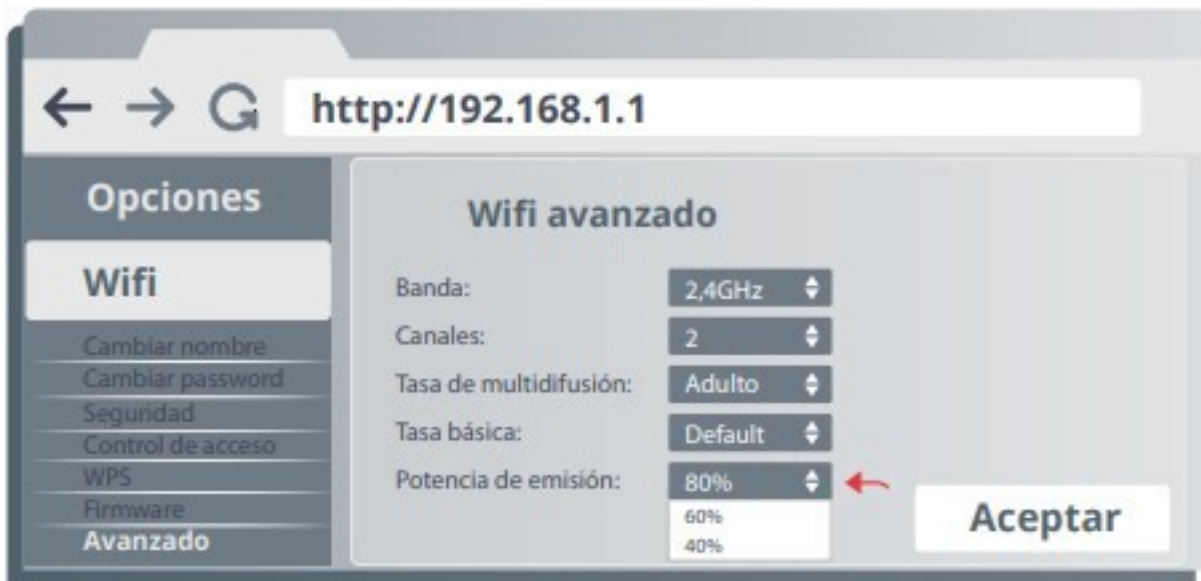 http://192.168.1.1
Opciones
Wifi
Cambiar nombre
Cambiar password
Seguridad
Control de acceso
WPS
Firmware
Avanzado
Wifi avanzado
Banda: 2,4GHz
Canales: 2
Tasa de multidifusión: Adulto
Tasa básica: Default
Potencia de emisión: 80%
60%
40%
Aceptar